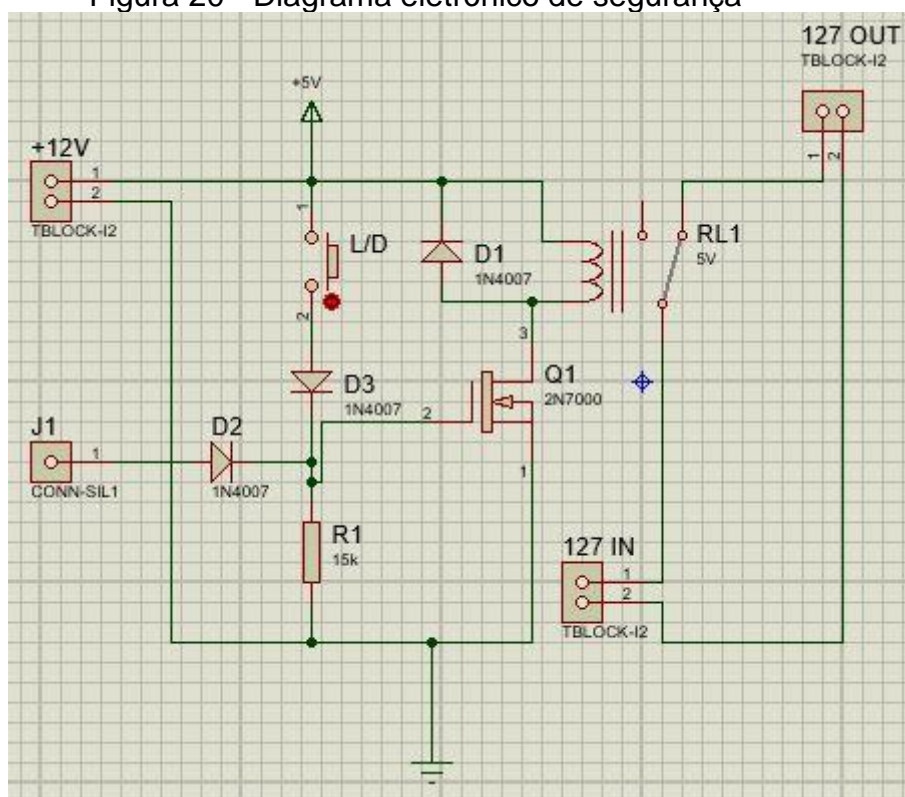 Figura 20 - Diagrama eletrônico de segurança
127 OUT
TBLOCK-I2
+5V
+12V
1
2
TBLOCK-I2
1
2
1
L/D
2
D1
1N4007
RL1
5V
3
Q1
2N7000
2
1
D3
1N4007
J1
1
CONN-SIL1
D2
1N4007
R1
15k
127 IN
1
2
TBLOCK-I2